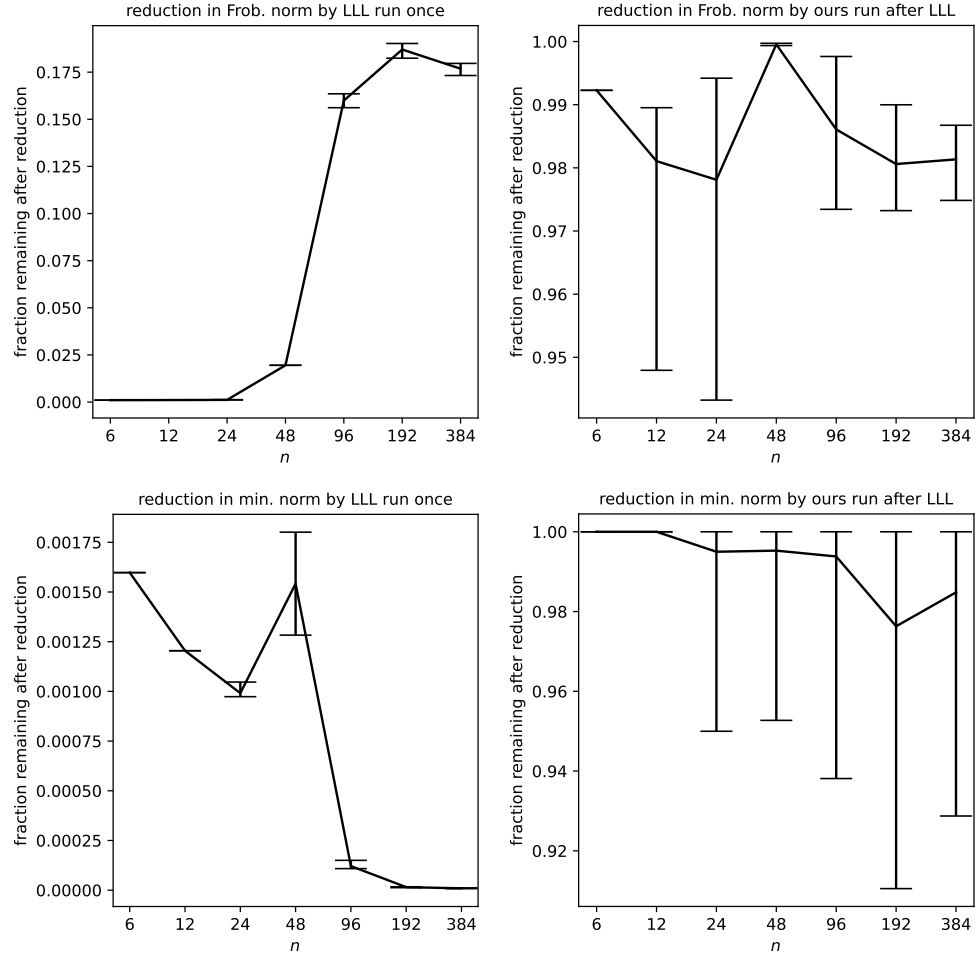 reduction in Frob. norm by LLL run once
fraction remaining after reduction
0.175
0.150
0.125
0.100
0.075
0.050
0.025
0.000
6 12 24 48 96 192 384
n
reduction in Frob. norm by ours run after LLL
fraction remaining after reduction
1.00
0.99
0.98
0.97
0.96
0.95
6 12 24 48 96 192 384
n
reduction in min. norm by LLL run once
fraction remaining after reduction
0.00175
0.00150
0.00125
0.00100
0.00075
0.00050
0.00025
0.00000
6 12 24 48 96 192 384
n
reduction in min. norm by ours run after LLL
fraction remaining after reduction
1.00
0.98
0.96
0.94
0.92
6 12 24 48 96 192 384
n